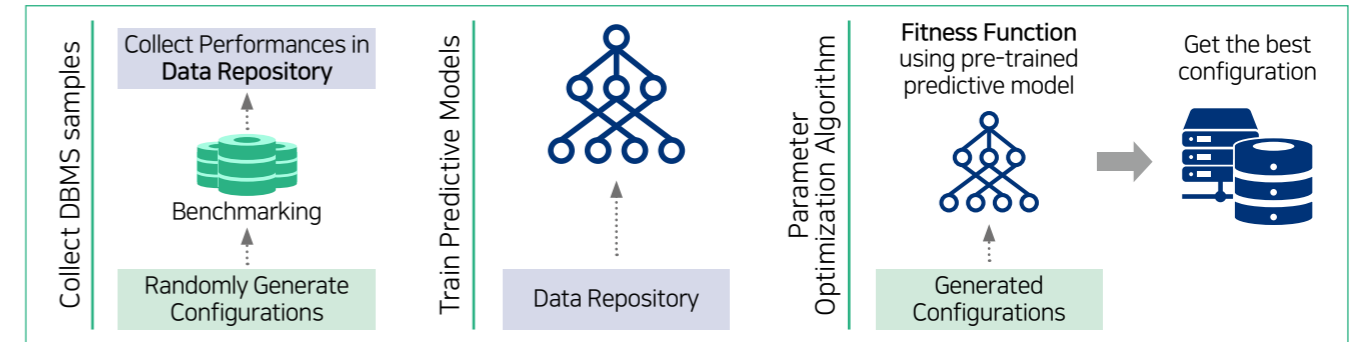 Collect DBMS samples
Collect Performances in
Data Repository
Benchmarking
Randomly Generate
Configurations
Train Predictive Models
Data Repository
Parameter
Optimization Algorithm
Fitness Function
using pre-trained
predictive model
Generated
Configurations
Get the best
configuration